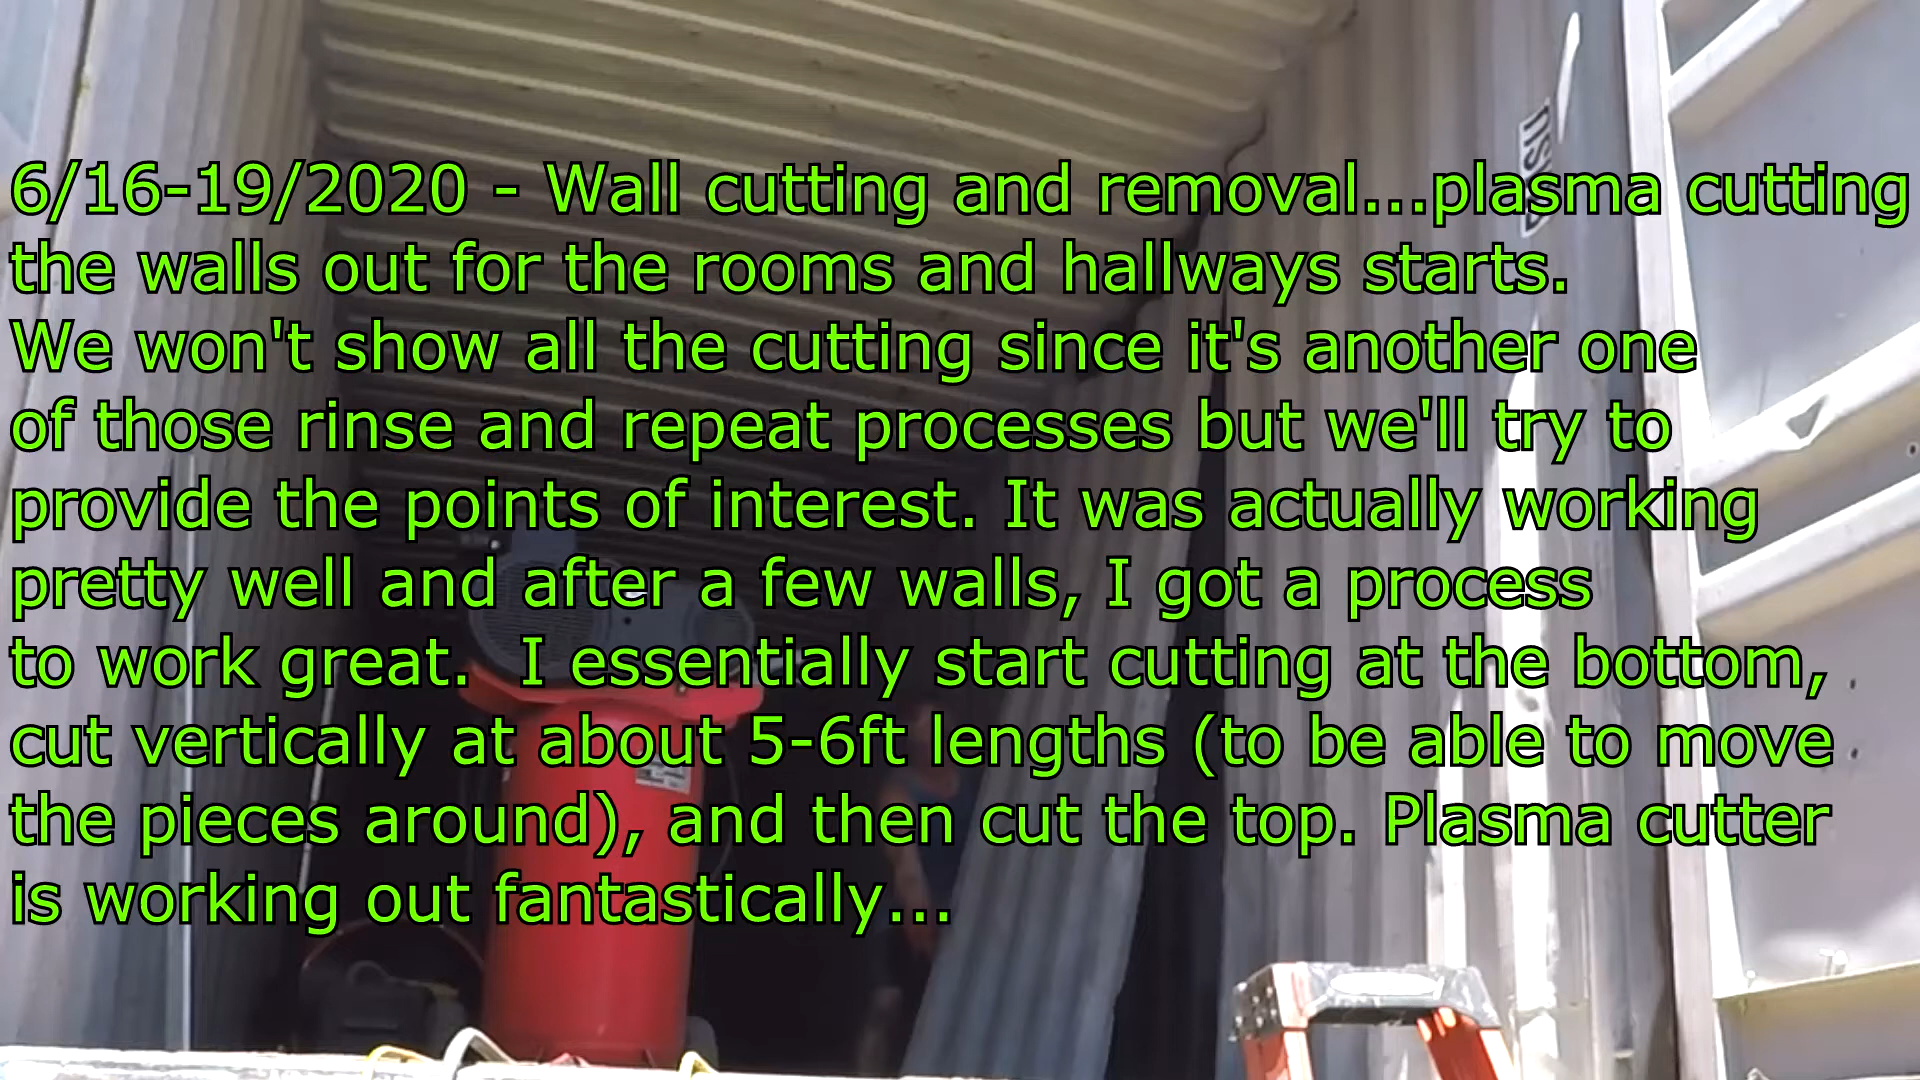 6/16-19/2020 - Wall cutting and removal...plasma cutting
the walls out for the rooms and hallways starts.
We won't show all the cutting since it's another one
of those rinse and repeat processes but we'll try to
provide the points of interest. It was actually working
pretty well and after a few walls, I got a process
to work great.  I essentially start cutting at the bottom,
cut vertically at about 5-6ft lengths (to be able to move
the pieces around), and then cut the top. Plasma cutter
is working out fantastically...